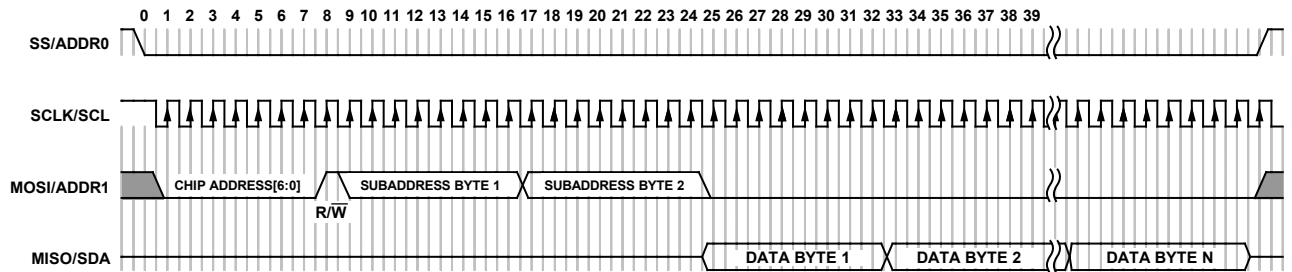 0 1 2 3 4 5 6 7 8 9 10 11 12 13 14 15 16 17 18 19 20 21 22 23 24 25 26 27 28 29 30 31 32 33 34 35 36 37 38 39
SS/ADDR0
SCLK/SCL
MOSI/ADDR1 CHIP ADDRESS[6:0] SUBADDRESS BYTE 1 SUBADDRESS BYTE 2
R/W̅
MISO/SDA DATA BYTE 1 DATA BYTE 2 DATA BYTE N